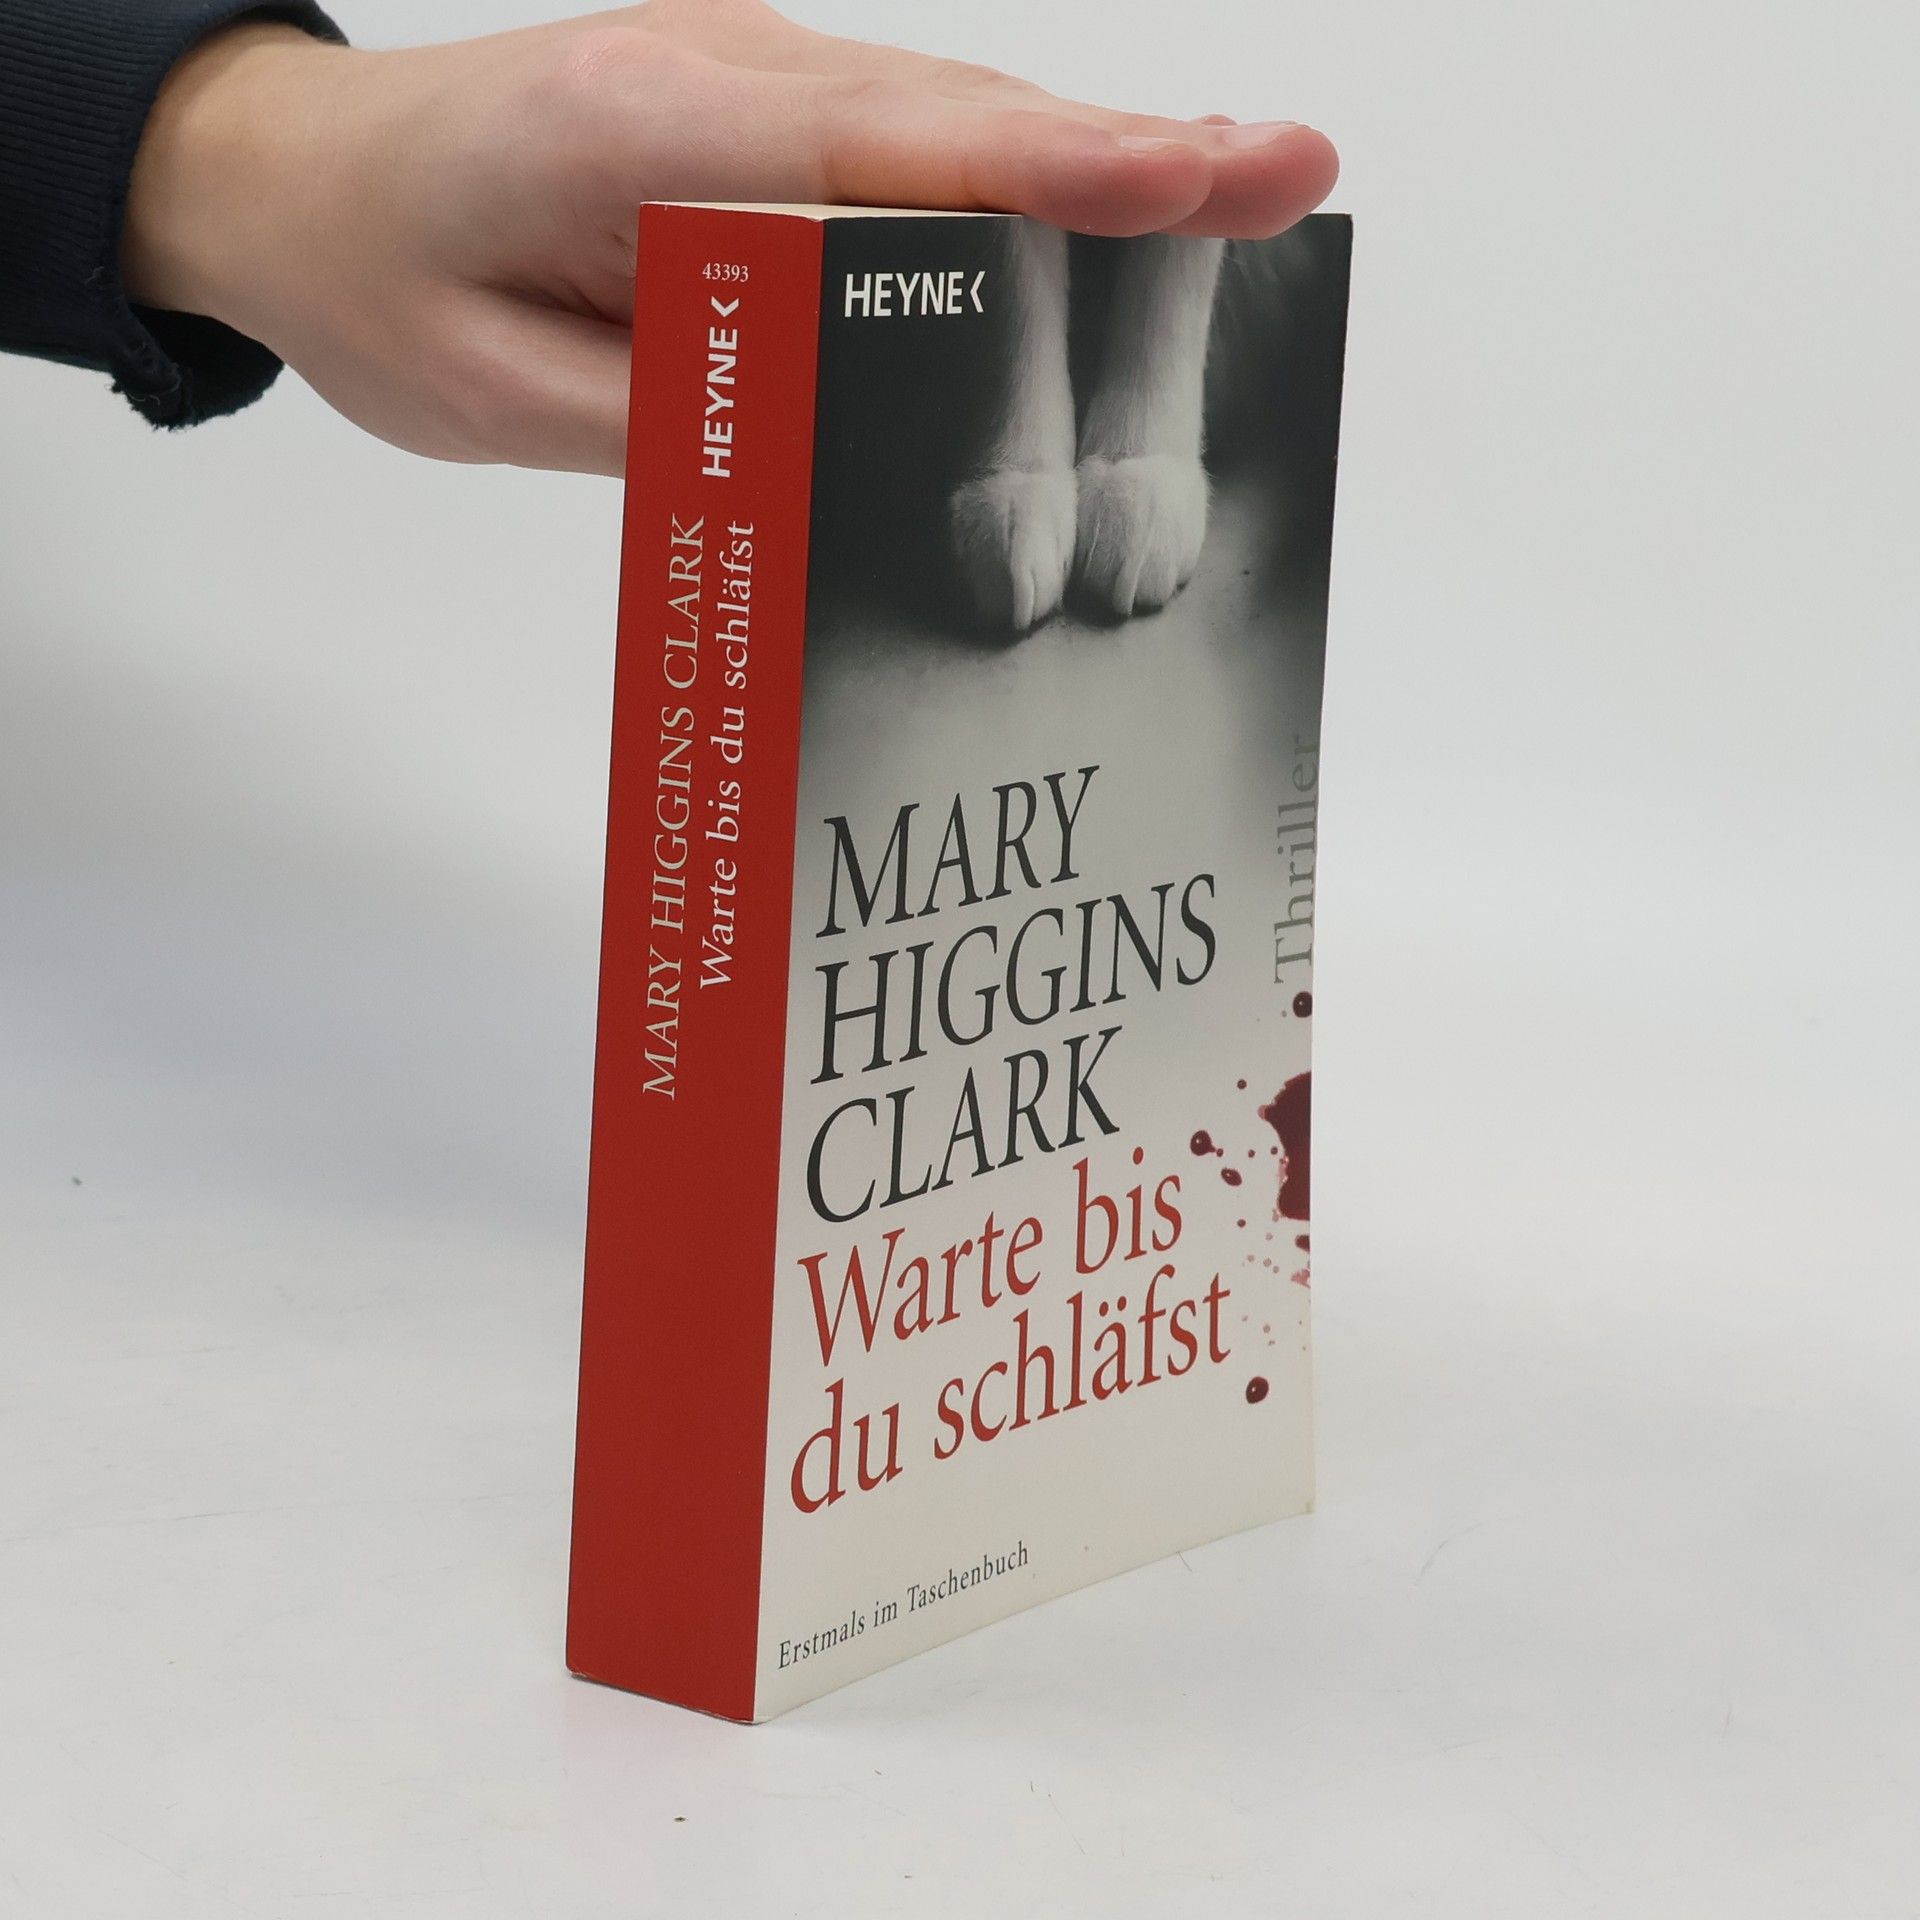 43393
HEYNE<
MARY HIGGINS CLARK
Warte bis du schläfst
HEYNE<
MARY
HIGGINS
CLARK
Warte bis
du schläfst
Thriller
Erstmals im Taschenbuch